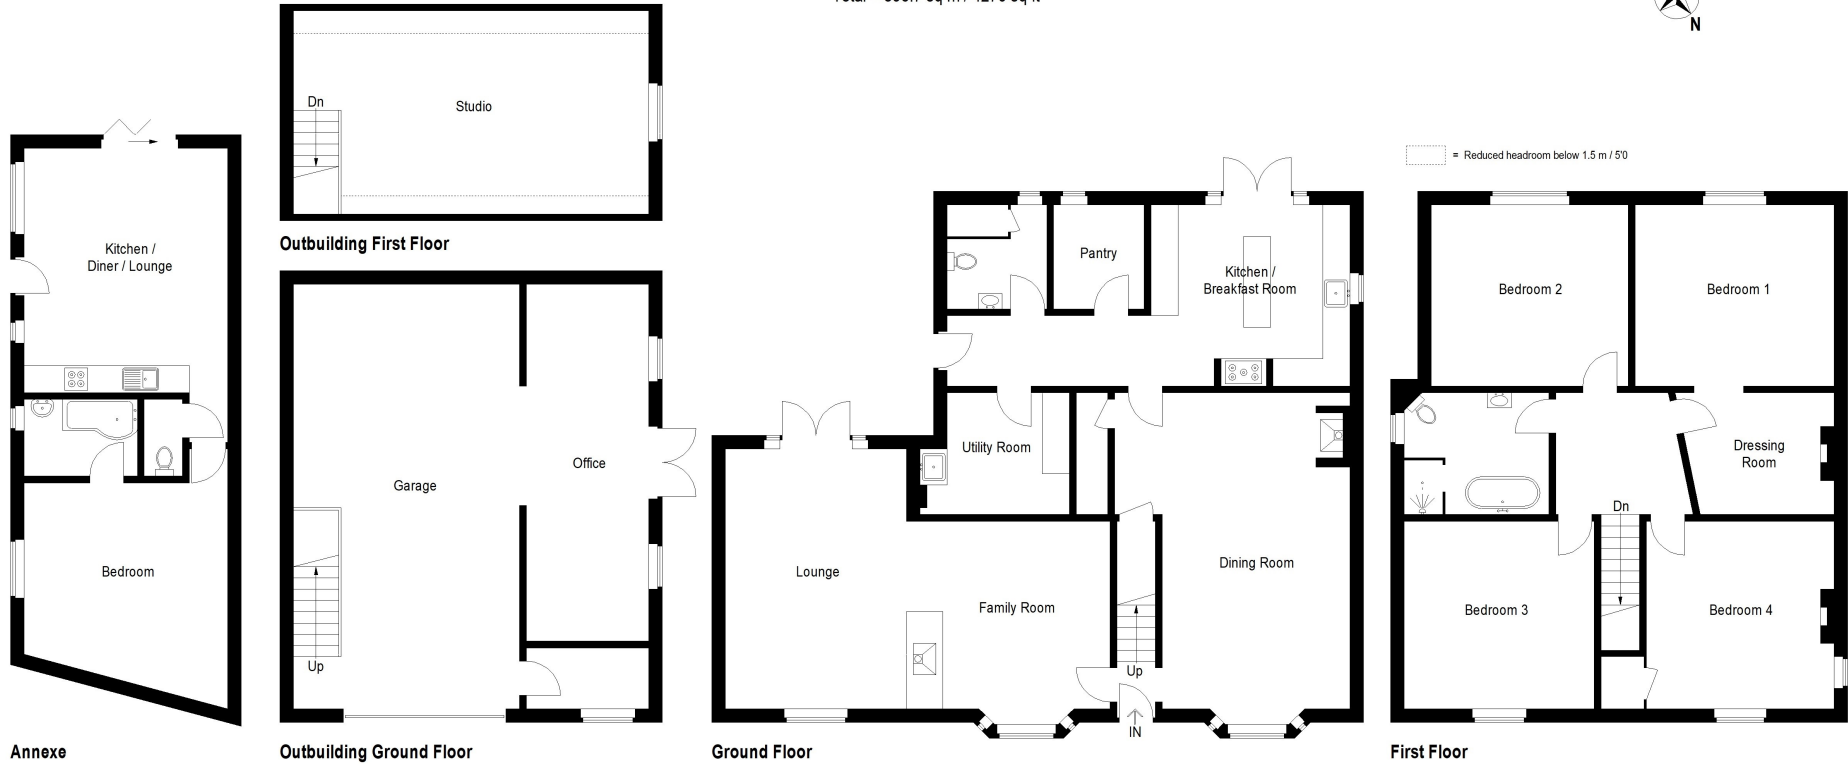 N
= Reduced headroom below 1.5 m / 5'0
Dn
Studio
Outbuilding First Floor
Kitchen /
Diner / Lounge
Bedroom
Annexe
Garage
Office
Up
Outbuilding Ground Floor
Pantry
Kitchen /
Breakfast Room
Utility Room
Lounge
Family Room
Dining Room
Up
IN
Ground Floor
Bedroom 2
Bedroom 1
Dressing
Room
Dn
Bedroom 3
Bedroom 4
First Floor